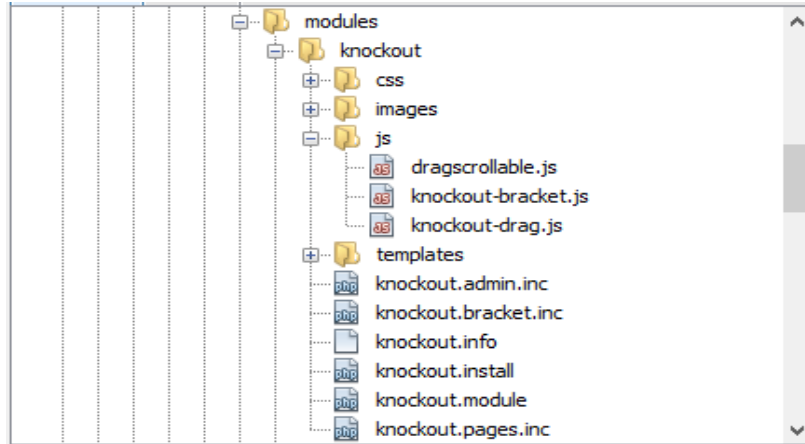 modules
knockout
css
images
js
dragscrollable.js
knockout-bracket.js
knockout-drag.js
templates
knockout.admin.inc
knockout.bracket.inc
knockout.info
knockout.install
knockout.module
knockout.pages.inc